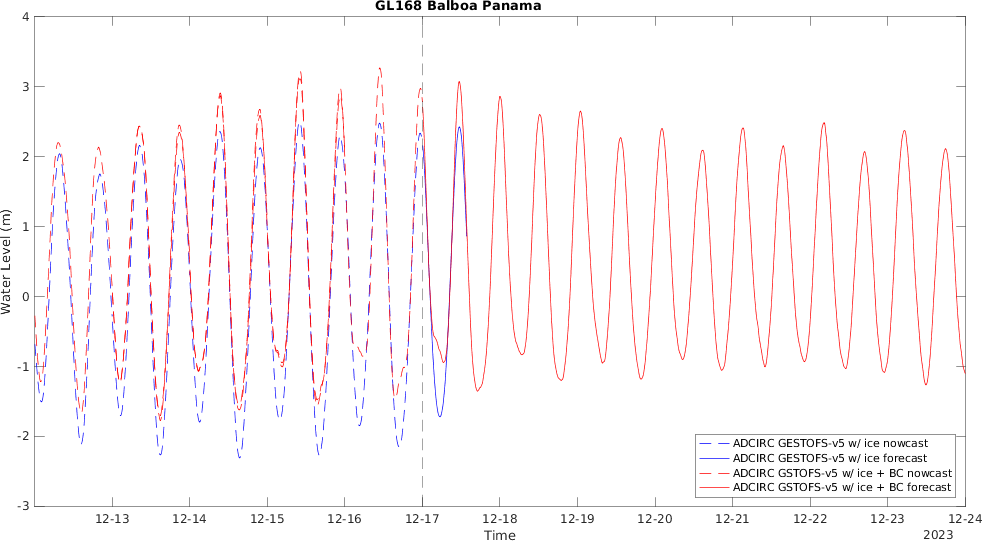 GL168 Balboa Panama
4
3
2
1
0
-1
-2
-3
Water Level (m)
12-13 12-14 12-15 12-16 12-17 12-18 12-19 12-20 12-21 12-22 12-23 12-24
Time
2023
ADCIRC GESTOFS-v5 w/ ice nowcast
ADCIRC GESTOFS-v5 w/ ice forecast
ADCIRC GSTOFS-v5 w/ ice + BC nowcast
ADCIRC GSTOFS-v5 w/ ice + BC forecast